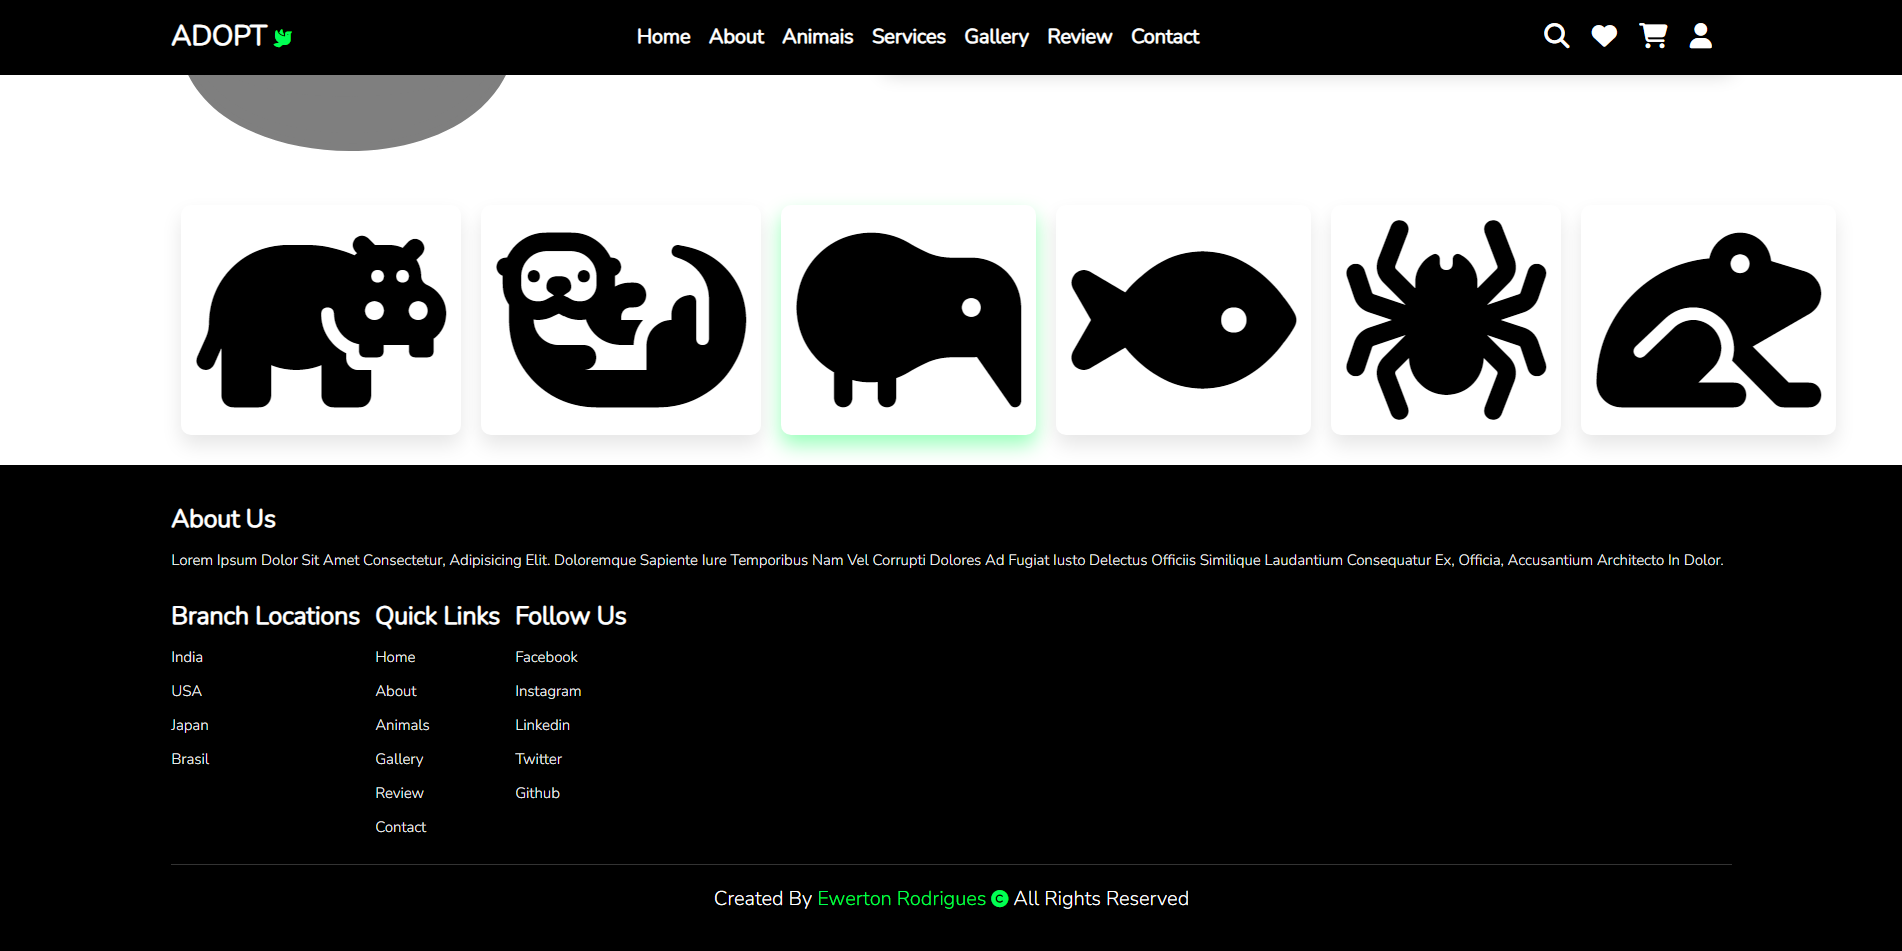 ADOPT
Home About Animais Services Gallery Review Contact
About Us
Lorem Ipsum Dolor Sit Amet Consectetur, Adipisicing Elit. Doloremque Sapiente Iure Temporibus Nam Vel Corrupti Dolores Ad Fugiat Iusto Delectus Officiis Similique Laudantium Consequatur Ex, Officia, Accusantium Architecto In Dolor.
Branch Locations
India
USA
Japan
Brasil
Quick Links
Home
About
Animals
Gallery
Review
Contact
Follow Us
Facebook
Instagram
Linkedin
Twitter
Github
Created By Ewerton Rodrigues © All Rights Reserved